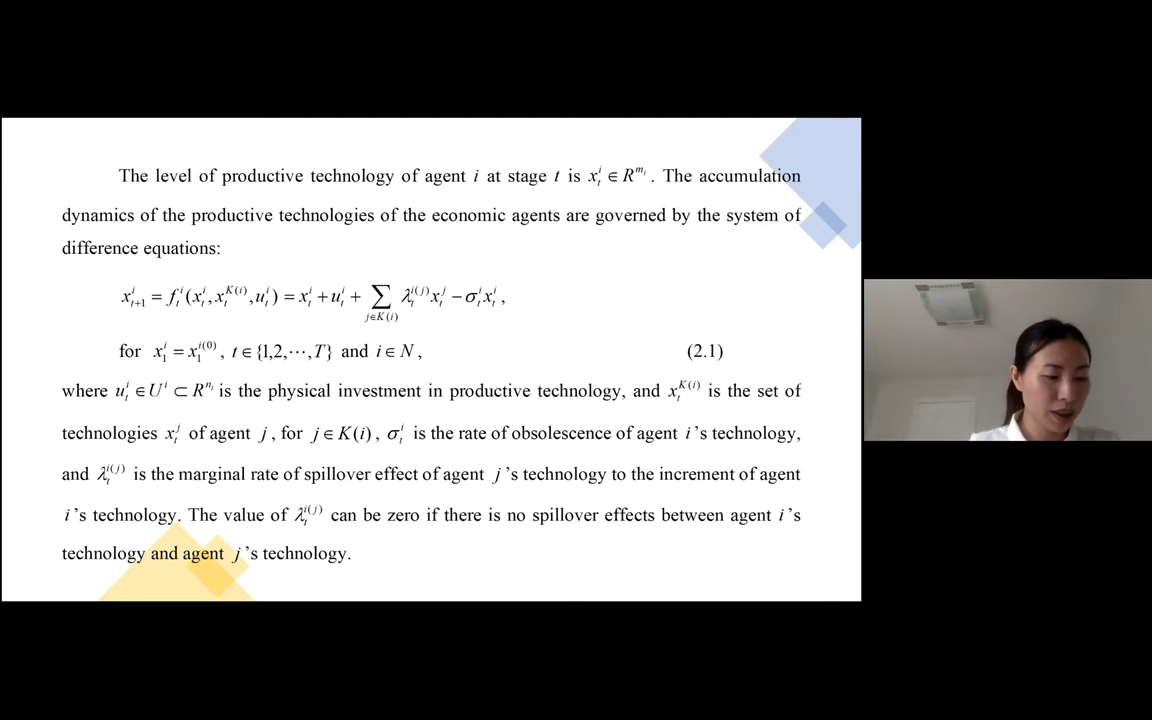 The level of productive technology of agent i at stage t is x_t^i ∈ R^{m_i} . The accumulation
dynamics of the productive technologies of the economic agents are governed by the system of
difference equations:
x_{t+1}^i = f_t^i(x_t^i, x_t^{K(i)}, u_t^i) = x_t^i + u_t^i + ∑_{j∈K(i)} λ_t^{i(j)} x_t^j − σ_t^i x_t^i ,
for x_1^i = x_1^{i(0)} , t ∈ {1,2,⋯,T} and i ∈ N , (2.1)
where u_t^i ∈ U^i ⊂ R^{n_i} is the physical investment in productive technology, and x_t^{K(i)} is the set of
technologies x_t^j of agent j , for j ∈ K(i) , σ_t^i is the rate of obsolescence of agent i 's technology,
and λ_t^{i(j)} is the marginal rate of spillover effect of agent j 's technology to the increment of agent
i 's technology. The value of λ_t^{i(j)} can be zero if there is no spillover effects between agent i 's
technology and agent j 's technology.